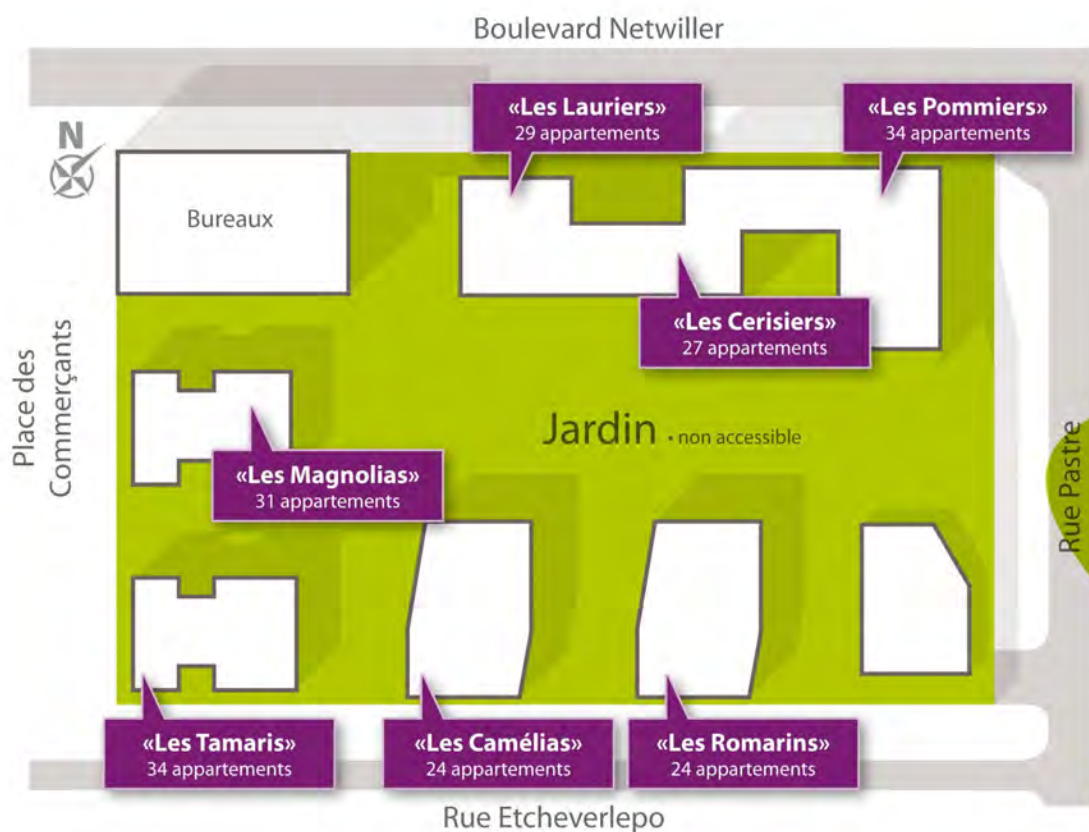 Boulevard Netwiller
«Les Lauriers»
29 appartements
«Les Pommiers»
34 appartements
N
Bureaux
«Les Cerisiers»
27 appartements
Place des
Commerçants
Jardin • non accessible
«Les Magnolias»
31 appartements
Rue Pastre
«Les Tamaris»
34 appartements
«Les Camélias»
24 appartements
«Les Romarins»
24 appartements
Rue Etcheverlepo